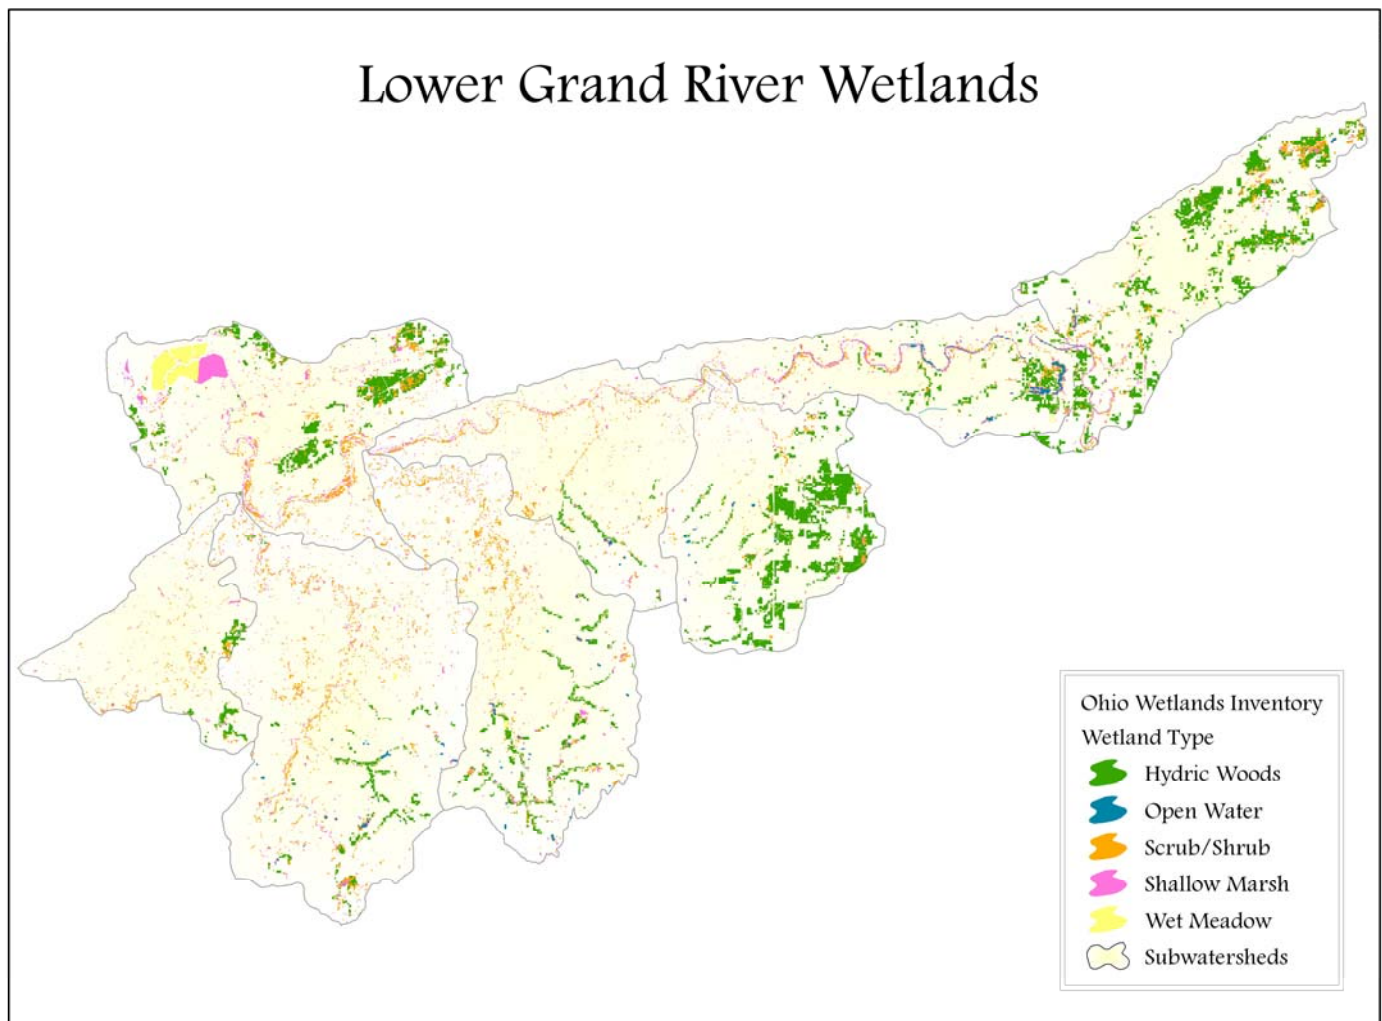 Lower Grand River Wetlands
Ohio Wetlands Inventory
Wetland Type
Hydric Woods
Open Water
Scrub/Shrub
Shallow Marsh
Wet Meadow
Subwatersheds